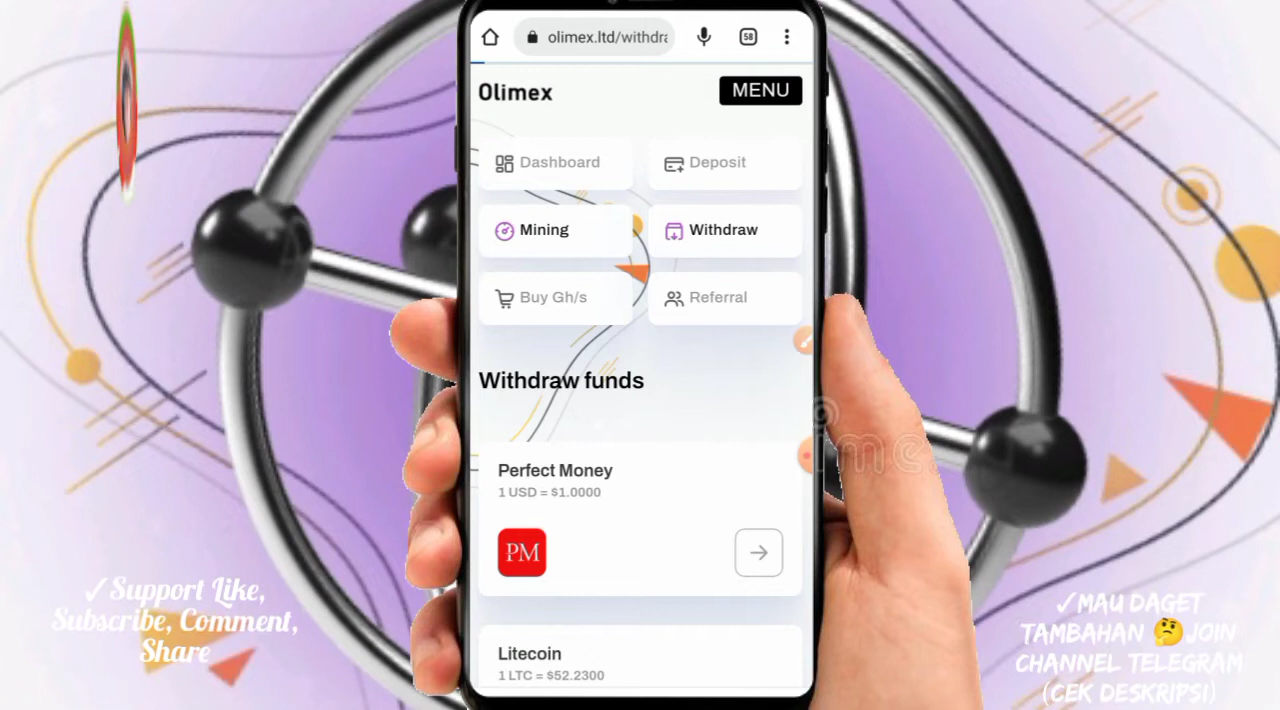 olimex.ltd/withdra
58
Olimex
MENU
Dashboard
Deposit
Mining
Withdraw
Buy Gh/s
Referral
Withdraw funds
Perfect Money
1 USD = $1.0000
PM
Litecoin
1 LTC = $52.2300
✓Support Like,
Subscribe, Comment,
Share
✓MAU DAGET
TAMBAHAN 🤔JOIN
CHANNEL TELEGRAM
(CEK DESKRIPSI)